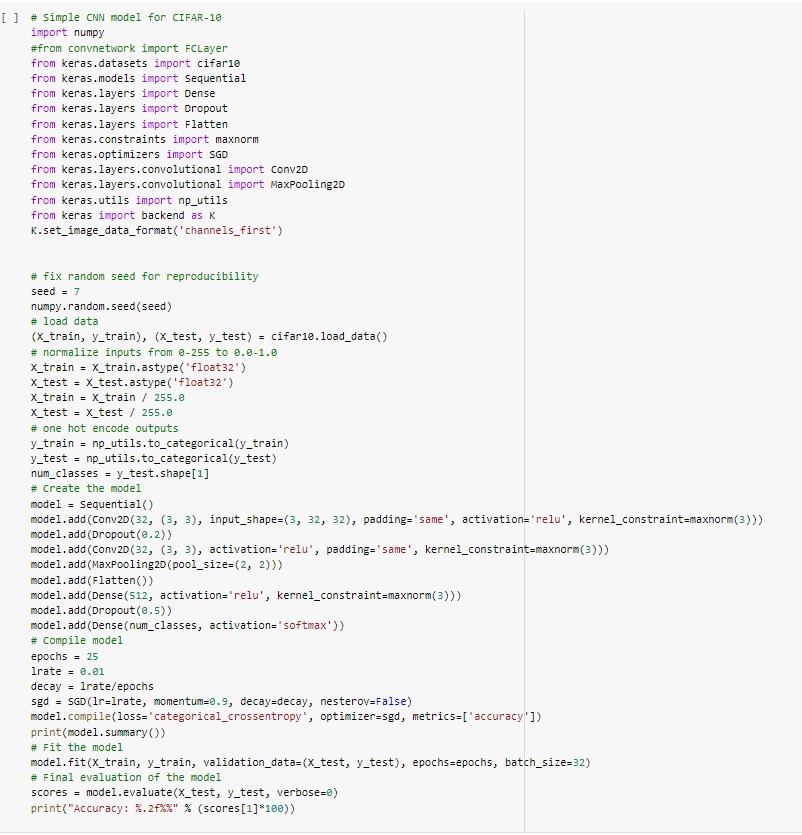 [ ] # Simple CNN model for CIFAR-10
import numpy
#from convnetwork import FCLayer
from keras.datasets import cifar10
from keras.models import Sequential
from keras.layers import Dense
from keras.layers import Dropout
from keras.layers import Flatten
from keras.constraints import maxnorm
from keras.optimizers import SGD
from keras.layers.convolutional import Conv2D
from keras.layers.convolutional import MaxPooling2D
from keras.utils import np_utils
from keras import backend as K
K.set_image_data_format('channels_first')
# fix random seed for reproducibility
seed = 7
numpy.random.seed(seed)
# load data
(X_train, y_train), (X_test, y_test) = cifar10.load_data()
# normalize inputs from 0-255 to 0.0-1.0
X_train = X_train.astype('float32')
X_test = X_test.astype('float32')
X_train = X_train / 255.0
X_test = X_test / 255.0
# one hot encode outputs
y_train = np_utils.to_categorical(y_train)
y_test = np_utils.to_categorical(y_test)
num_classes = y_test.shape[1]
# Create the model
model = Sequential()
model.add(Conv2D(32, (3, 3), input_shape=(3, 32, 32), padding='same', activation='relu', kernel_constraint=maxnorm(3)))
model.add(Dropout(0.2))
model.add(Conv2D(32, (3, 3), activation='relu', padding='same', kernel_constraint=maxnorm(3)))
model.add(MaxPooling2D(pool_size=(2, 2)))
model.add(Flatten())
model.add(Dense(512, activation='relu', kernel_constraint=maxnorm(3)))
model.add(Dropout(0.5))
model.add(Dense(num_classes, activation='softmax'))
# Compile model
epochs = 25
lrate = 0.01
decay = lrate/epochs
sgd = SGD(lr=lrate, momentum=0.9, decay=decay, nesterov=False)
model.compile(loss='categorical_crossentropy', optimizer=sgd, metrics=['accuracy'])
print(model.summary())
# Fit the model
model.fit(X_train, y_train, validation_data=(X_test, y_test), epochs=epochs, batch_size=32)
# Final evaluation of the model
scores = model.evaluate(X_test, y_test, verbose=0)
print("Accuracy: %.2f%%" % (scores[1]*100))